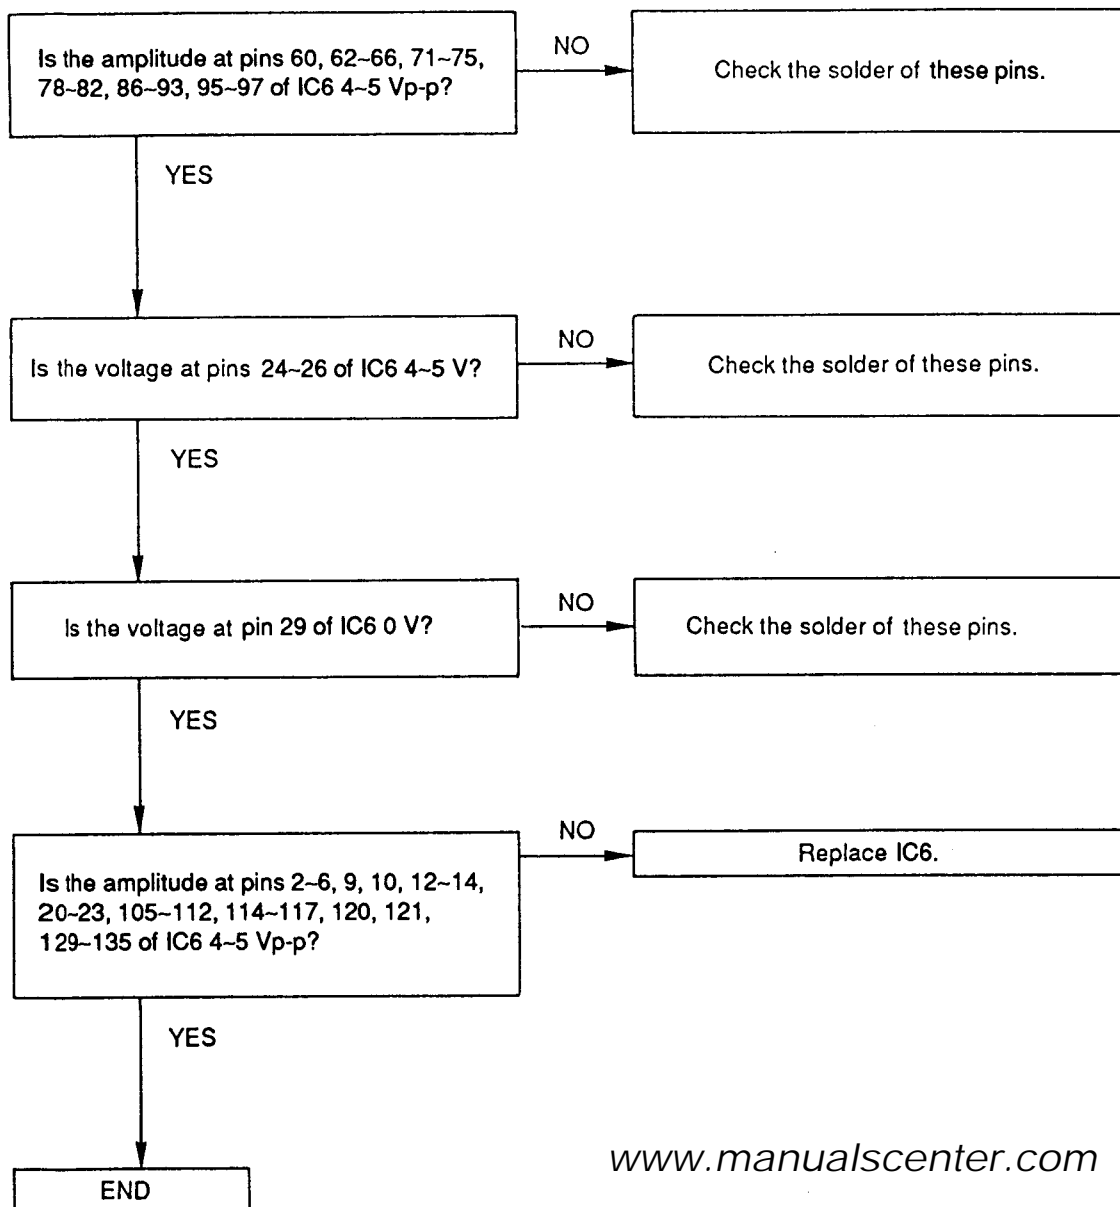 Is the amplitude at pins 60, 62~66, 71~75,
78~82, 86~93, 95~97 of IC6 4~5 Vp-p?
NO
Check the solder of these pins.
YES
Is the voltage at pins 24~26 of IC6 4~5 V?
NO
Check the solder of these pins.
YES
Is the voltage at pin 29 of IC6 0 V?
NO
Check the solder of these pins.
YES
Is the amplitude at pins 2~6, 9, 10, 12~14,
20~23, 105~112, 114~117, 120, 121,
129~135 of IC6 4~5 Vp-p?
NO
Replace IC6.
YES
END
www.manualscenter.com